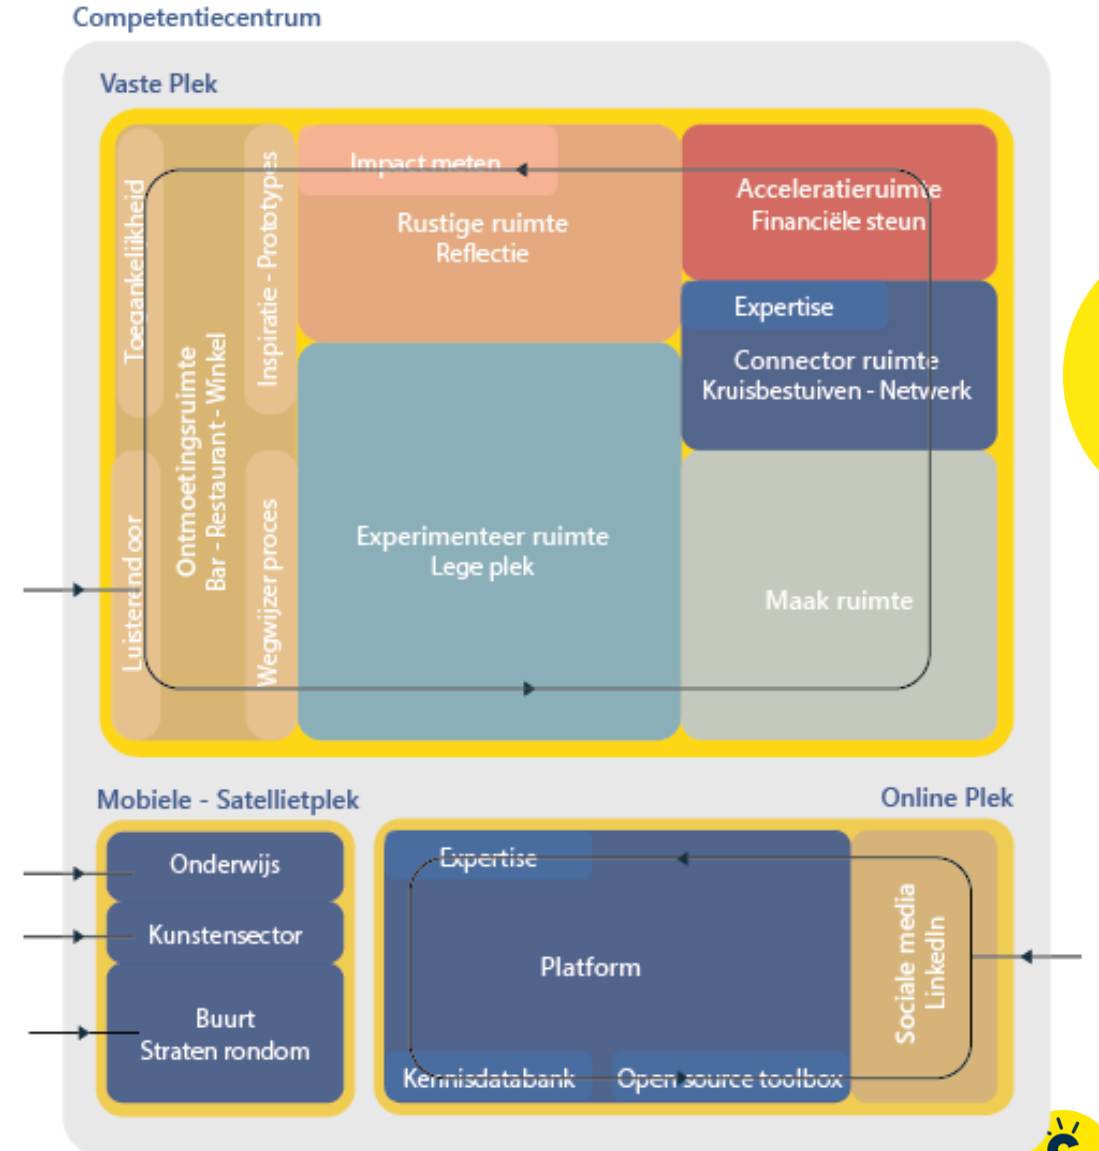 Competentiecentrum
Vaste Plek
Toegankelijkheid
Luisterend oor
Ontmoetingsruimte
Bar - Restaurant - Winkel
Inspiratie - Prototypes
Wegwijzer proces
Impact meten
Rustige ruimte
Reflectie
Experimenteer ruimte
Lege plek
Acceleratieruimte
Financiële steun
Expertise
Connector ruimte
Kruisbestuiven - Netwerk
Maak ruimte
Mobiele - Satellietplek
Onderwijs
Kunstensector
Buurt
Straten rondom
Online Plek
Expertise
Platform
Kennisdatabank
Open source toolbox
Sociale media
LinkedIn